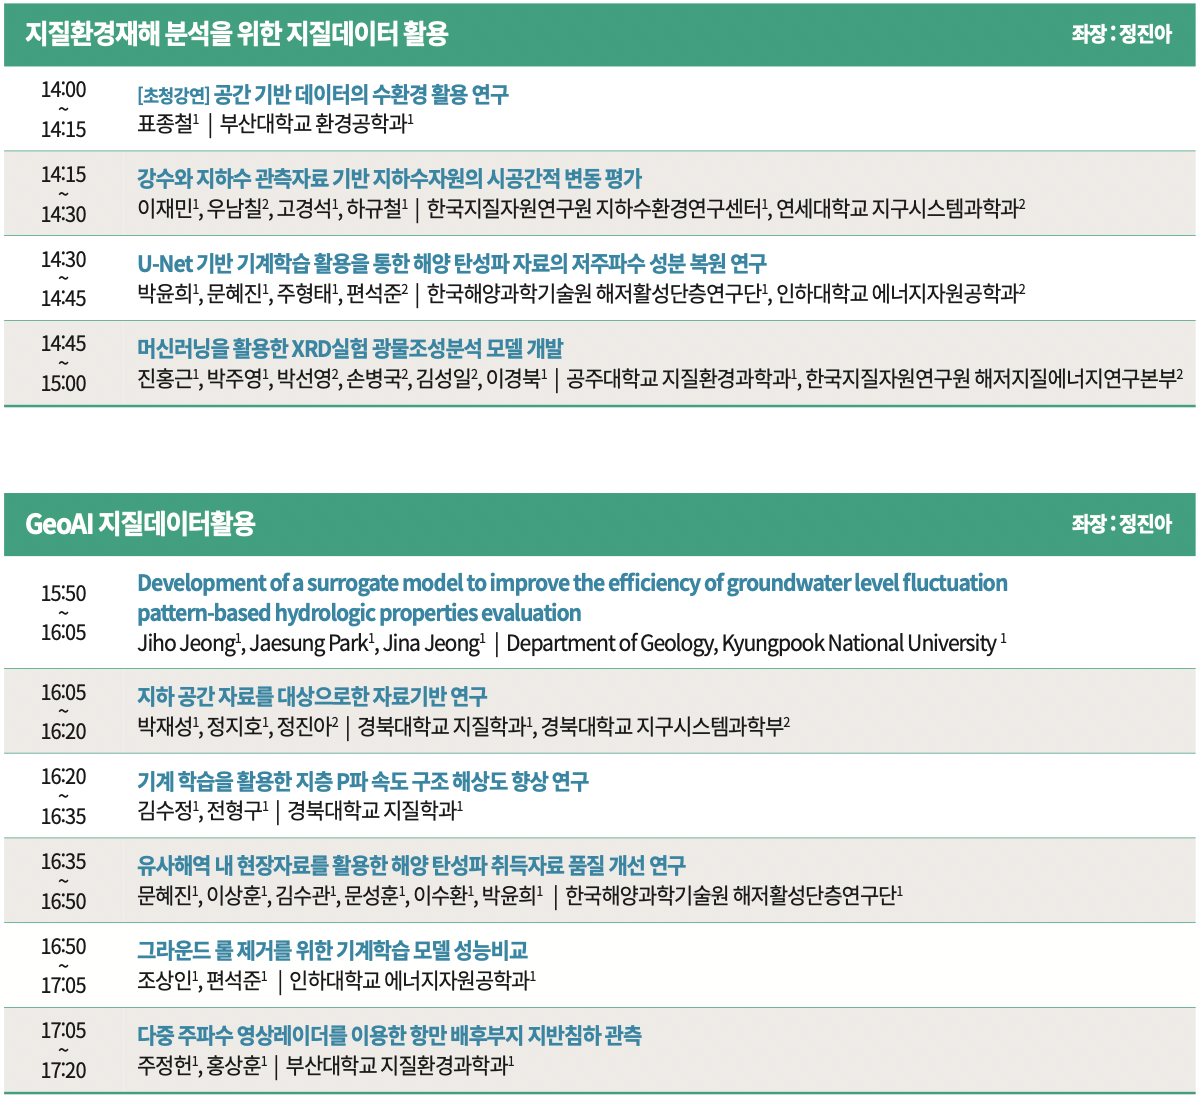 지질환경재해 분석을 위한 지질데이터 활용 좌장 : 정진아
14:00
~
14:15
[초청강연] 공간 기반 데이터의 수환경 활용 연구
표종철¹ | 부산대학교 환경공학과¹
14:15
~
14:30
강수와 지하수 관측자료 기반 지하수자원의 시공간적 변동 평가
이재민¹, 우남칠², 고경석¹, 하규철¹ | 한국지질자원연구원 지하수환경연구센터¹, 연세대학교 지구시스템과학과²
14:30
~
14:45
U-Net 기반 기계학습 활용을 통한 해양 탄성파 자료의 저주파수 성분 복원 연구
박윤희¹, 문혜진¹, 주형태¹, 편석준² | 한국해양과학기술원 해저활성단층연구단¹, 인하대학교 에너지자원공학과²
14:45
~
15:00
머신러닝을 활용한 XRD실험 광물조성분석 모델 개발
진홍근¹, 박주영¹, 박선영², 손병국², 김성일², 이경북¹ | 공주대학교 지질환경과학과¹, 한국지질자원연구원 해저지질에너지연구본부²
GeoAI 지질데이터활용 좌장 : 정진아
15:50
~
16:05
Development of a surrogate model to improve the efficiency of groundwater level fluctuation
pattern-based hydrologic properties evaluation
Jiho Jeong¹, Jaesung Park¹, Jina Jeong¹ | Department of Geology, Kyungpook National University ¹
16:05
~
16:20
지하 공간 자료를 대상으로한 자료기반 연구
박재성¹, 정지호¹, 정진아² | 경북대학교 지질학과¹, 경북대학교 지구시스템과학부²
16:20
~
16:35
기계 학습을 활용한 지층 P파 속도 구조 해상도 향상 연구
김수정¹, 전형구¹ | 경북대학교 지질학과¹
16:35
~
16:50
유사해역 내 현장자료를 활용한 해양 탄성파 취득자료 품질 개선 연구
문혜진¹, 이상훈¹, 김수관¹, 문성훈¹, 이수환¹, 박윤희¹ | 한국해양과학기술원 해저활성단층연구단¹
16:50
~
17:05
그라운드 롤 제거를 위한 기계학습 모델 성능비교
조상인¹, 편석준¹ | 인하대학교 에너지자원공학과¹
17:05
~
17:20
다중 주파수 영상레이더를 이용한 항만 배후부지 지반침하 관측
주정헌¹, 홍상훈¹ | 부산대학교 지질환경과학과¹